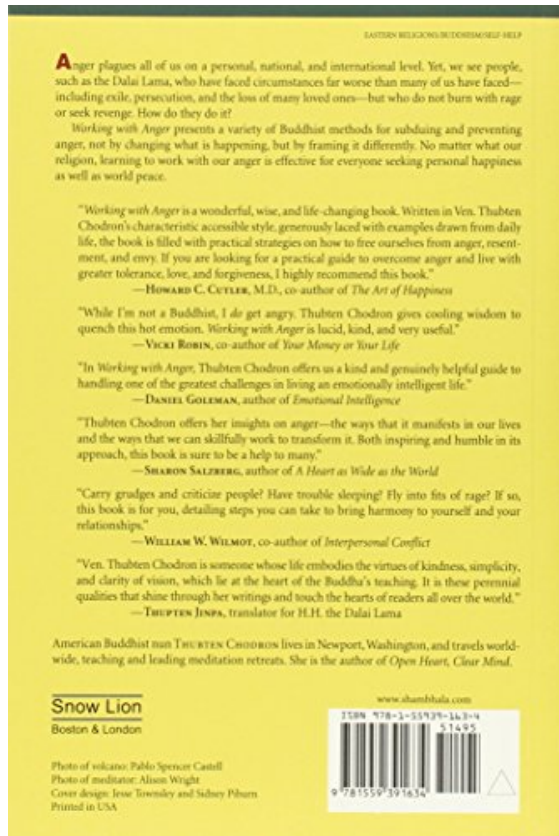 EASTERN RELIGIONS/BUDDHISM/SELF-HELP
Anger plagues all of us on a personal, national, and international level. Yet, we see people,
such as the Dalai Lama, who have faced circumstances far worse than many of us have faced—
including exile, persecution, and the loss of many loved ones—but who do not burn with rage
or seek revenge. How do they do it?
Working with Anger presents a variety of Buddhist methods for subduing and preventing
anger, not by changing what is happening, but by framing it differently. No matter what our
religion, learning to work with our anger is effective for everyone seeking personal happiness
as well as world peace.
"Working with Anger is a wonderful, wise, and life-changing book. Written in Ven. Thubten
Chodron's characteristic accessible style, generously laced with examples drawn from daily
life, the book is filled with practical strategies on how to free ourselves from anger, resent-
ment, and envy. If you are looking for a practical guide to overcome anger and live with
greater tolerance, love, and forgiveness, I highly recommend this book."
—HOWARD C. CUTLER, M.D., co-author of The Art of Happiness
"While I'm not a Buddhist, I do get angry. Thubten Chodron gives cooling wisdom to
quench this hot emotion. Working with Anger is lucid, kind, and very useful."
—VICKI ROBIN, co-author of Your Money or Your Life
"In Working with Anger, Thubten Chodron offers us a kind and genuinely helpful guide to
handling one of the greatest challenges in living an emotionally intelligent life."
—DANIEL GOLEMAN, author of Emotional Intelligence
"Thubten Chodron offers her insights on anger—the ways that it manifests in our lives
and the ways that we can skillfully work to transform it. Both inspiring and humble in its
approach, this book is sure to be a help to many."
—SHARON SALZBERG, author of A Heart as Wide as the World
"Carry grudges and criticize people? Have trouble sleeping? Fly into fits of rage? If so,
this book is for you, detailing steps you can take to bring harmony to yourself and your
relationships."
—WILLIAM W. WILMOT, co-author of Interpersonal Conflict
"Ven. Thubten Chodron is someone whose life embodies the virtues of kindness, simplicity,
and clarity of vision, which lie at the heart of the Buddha's teaching. It is these perennial
qualities that shine through her writings and touch the hearts of readers all over the world."
—THUPTEN JINPA, translator for H.H. the Dalai Lama
American Buddhist nun THUBTEN CHODRON lives in Newport, Washington, and travels world-
wide, teaching and leading meditation retreats. She is the author of Open Heart, Clear Mind.
Snow Lion
Boston & London
Photo of volcano: Pablo Spencer Castell
Photo of meditator: Alison Wright
Cover design: Jesse Townsley and Sidney Piburn
Printed in USA
www.shambhala.com
ISBN 978-1-55939-163-4
51495
9 781559 391634